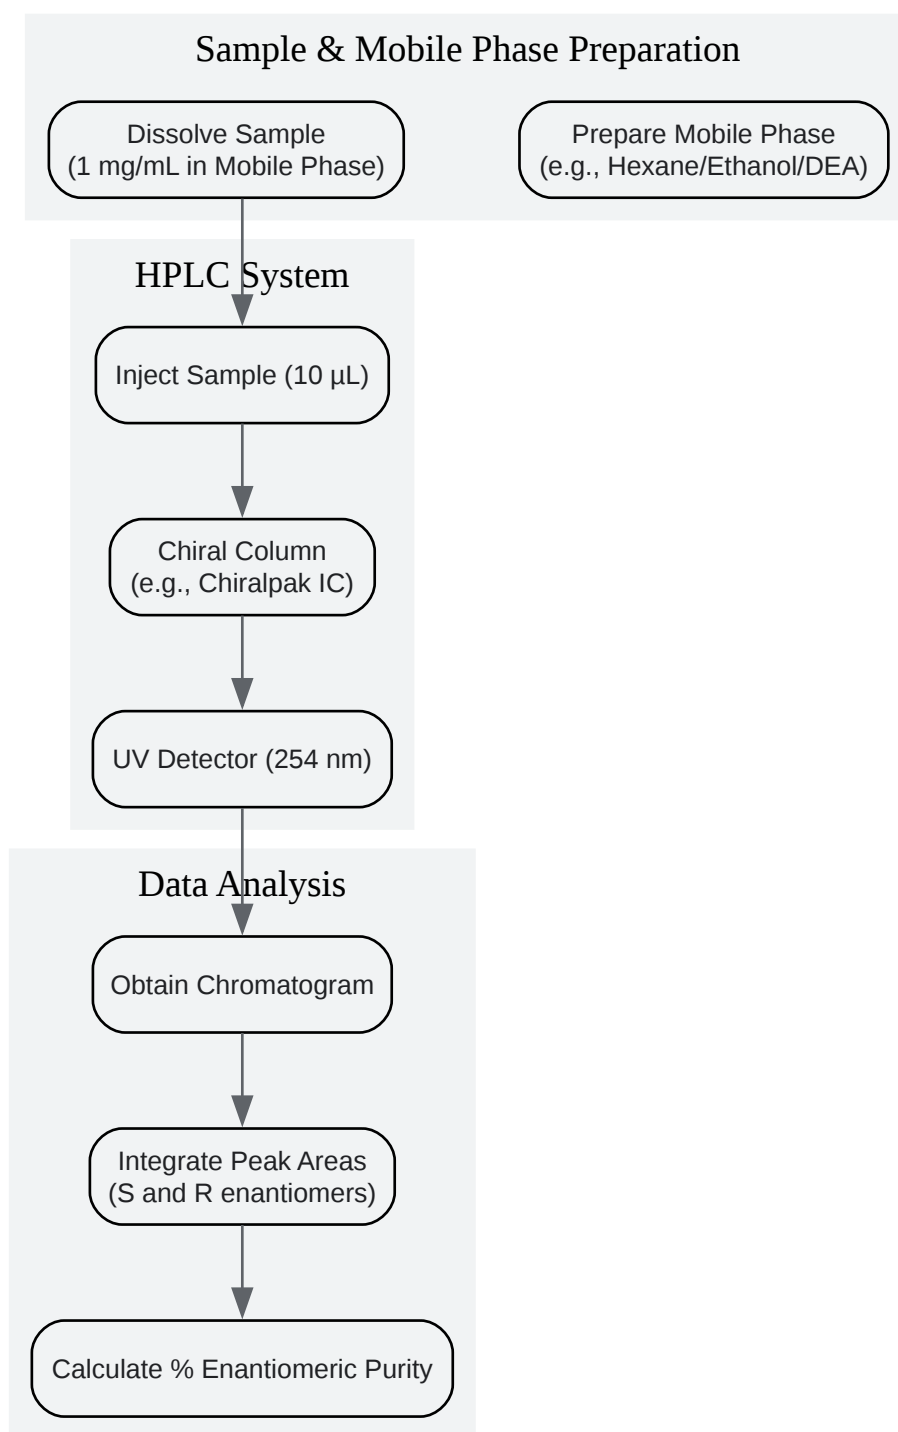 Sample & Mobile Phase Preparation
Dissolve Sample
(1 mg/mL in Mobile Phase)
Prepare Mobile Phase
(e.g., Hexane/Ethanol/DEA)
HPLC System
Inject Sample (10 µL)
Chiral Column
(e.g., Chiralpak IC)
UV Detector (254 nm)
Data Analysis
Obtain Chromatogram
Integrate Peak Areas
(S and R enantiomers)
Calculate % Enantiomeric Purity